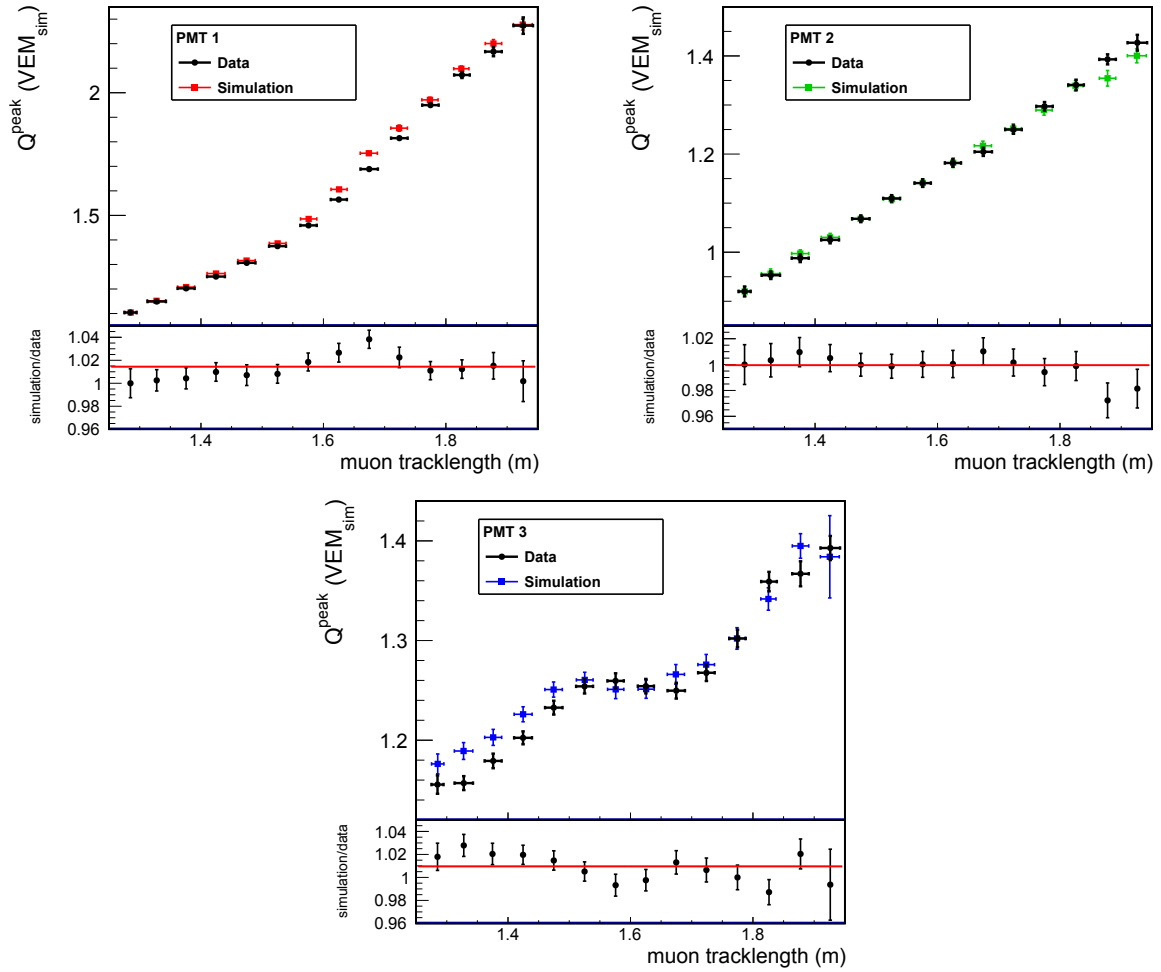 PMT 1
Data
Simulation
Q^peak (VEM_sim)
2
1.5
simulation/data
1.04
1.02
1
0.98
0.96
1.4
1.6
1.8
muon tracklength (m)
PMT 2
Data
Simulation
Q^peak (VEM_sim)
1.4
1.2
1
simulation/data
1.02
1.00
0.98
0.96
1.4
1.6
1.8
muon tracklength (m)
PMT 3
Data
Simulation
Q^peak (VEM_sim)
1.4
1.3
1.2
simulation/data
1.04
1.02
1
0.98
0.96
1.4
1.6
1.8
muon tracklength (m)